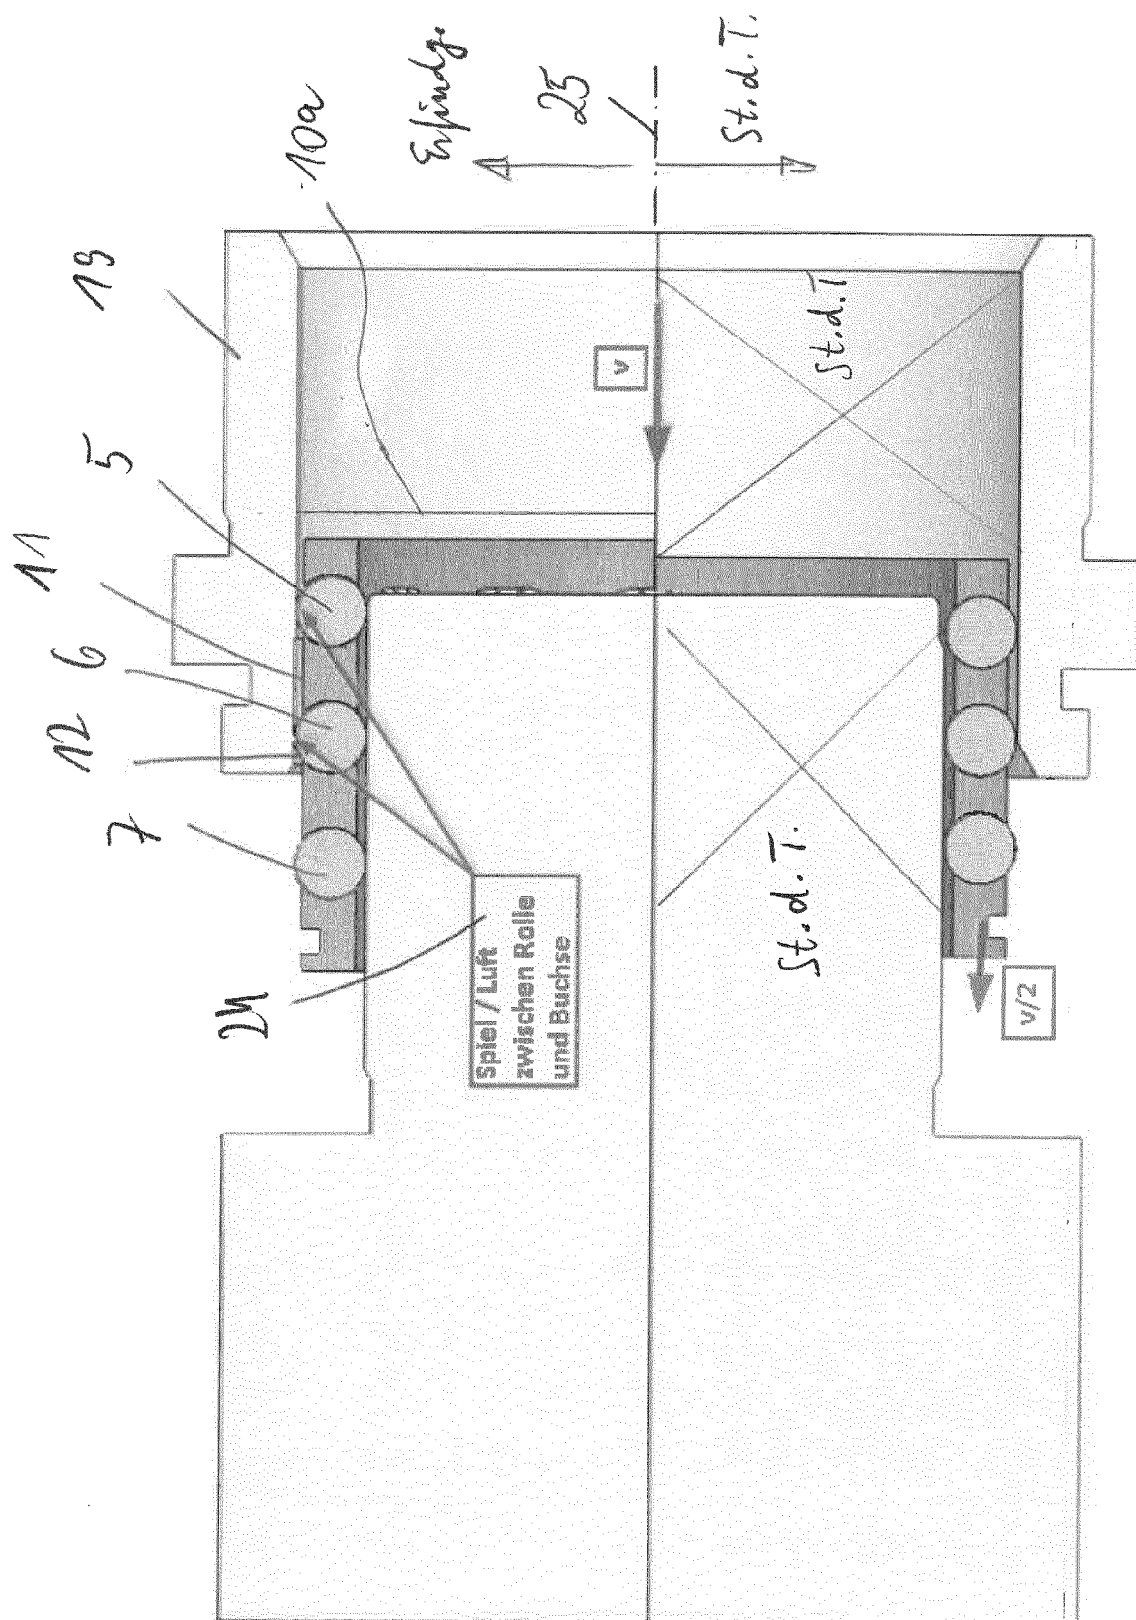 Erfindg.
25
St.d.T.
10a
19
5
11
6
12
7
v
St.d.T
24
Spiel / Luft
zwischen Rolle
und Buchse
St.d.T.
v/2